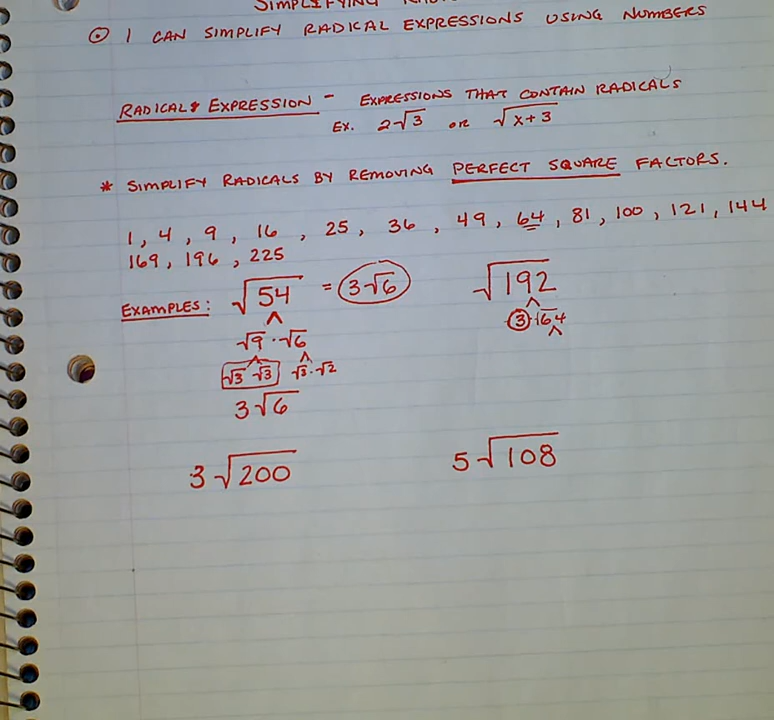 SIMPLIFYING
⊙ I CAN SIMPLIFY RADICAL EXPRESSIONS USING NUMBERS
RADICAL EXPRESSION - EXPRESSIONS THAT CONTAIN RADICALS
EX. 2√3 OR √x+3
* SIMPLIFY RADICALS BY REMOVING PERFECT SQUARE FACTORS.
1, 4, 9, 16, 25, 36, 49, 64, 81, 100, 121, 144
169, 196, 225
EXAMPLES: √54 = 3√6 √192
√9 · √6 3 · √64
√3 √3 √3 · √2
3√6
3√200 5√108